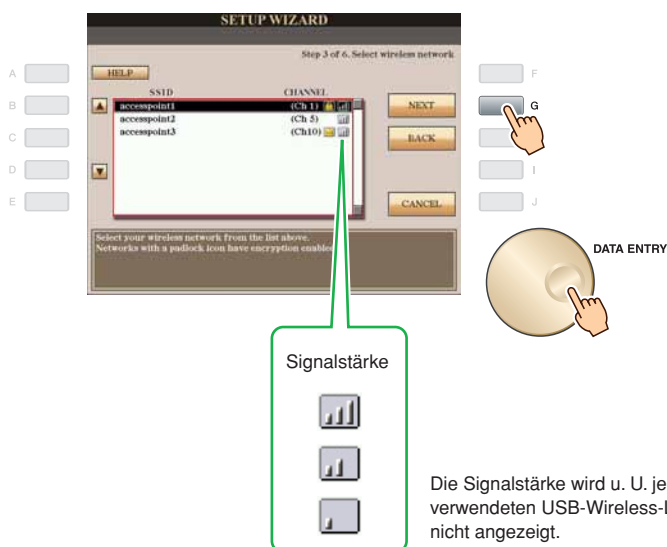 SETUP WIZARD
Step 3 of 6. Select wireless network
HELP
SSID CHANNEL
accesspoint1 (Ch 1)
accesspoint2 (Ch 5)
accesspoint3 (Ch10)
NEXT
BACK
CANCEL
Select your wireless network from the list above.
Networks with a padlock icon have encryption
A
B
C
D
E
F
G
I
J
DATA ENTRY
Signalstärke
Die Signalstärke wird u. U. je
verwendeten USB-Wireless-
nicht angezeigt.